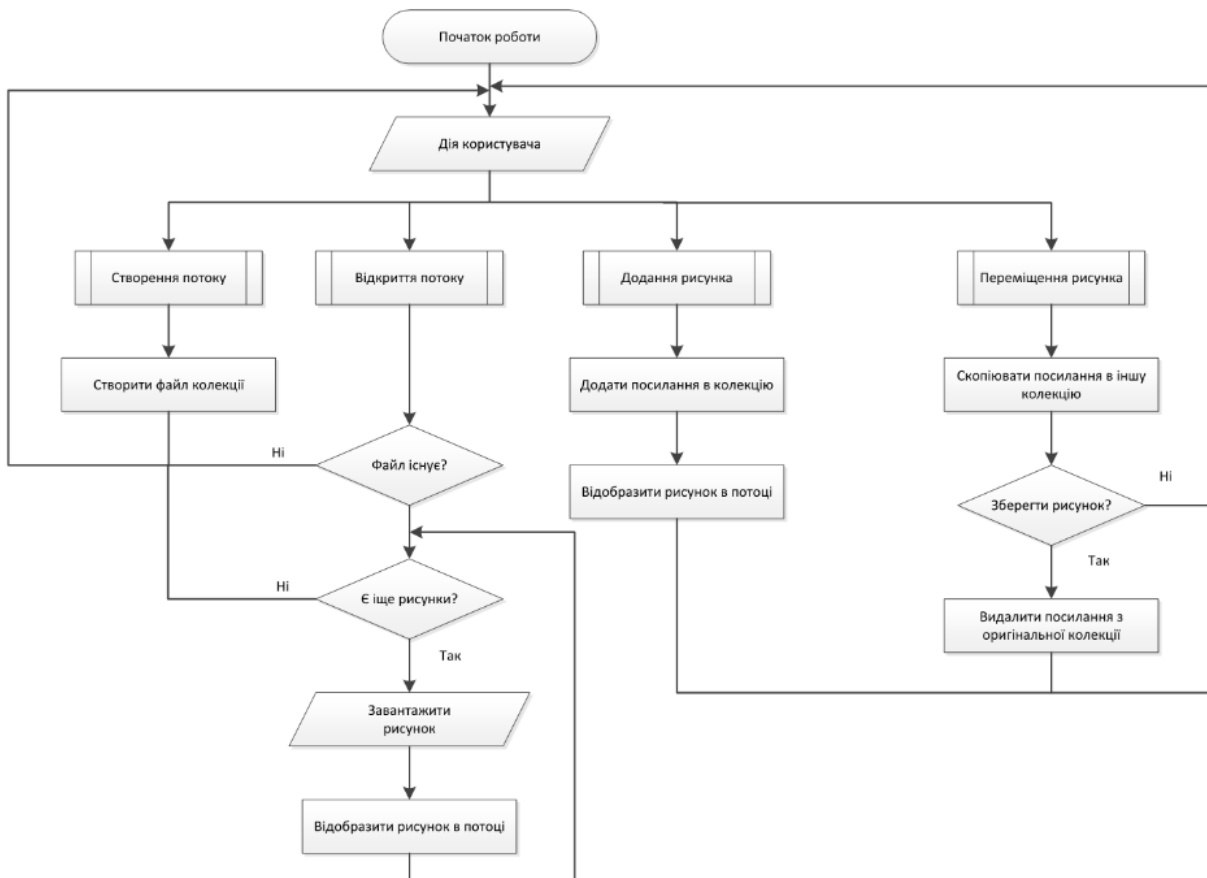 Початок роботи
Дія користувача
Створення потоку
Відкриття потоку
Додання рисунка
Переміщення рисунка
Створити файл колекції
Додати посилання в колекцію
Скопіювати посилання в іншу
колекцію
Ні
Файл існує?
Відобразити рисунок в потоці
Зберегти рисунок?
Ні
Так
Ні
Є іще рисунки?
Видалити посилання з
оригінальної колекції
Так
Завантажити
рисунок
Відобразити рисунок в потоці